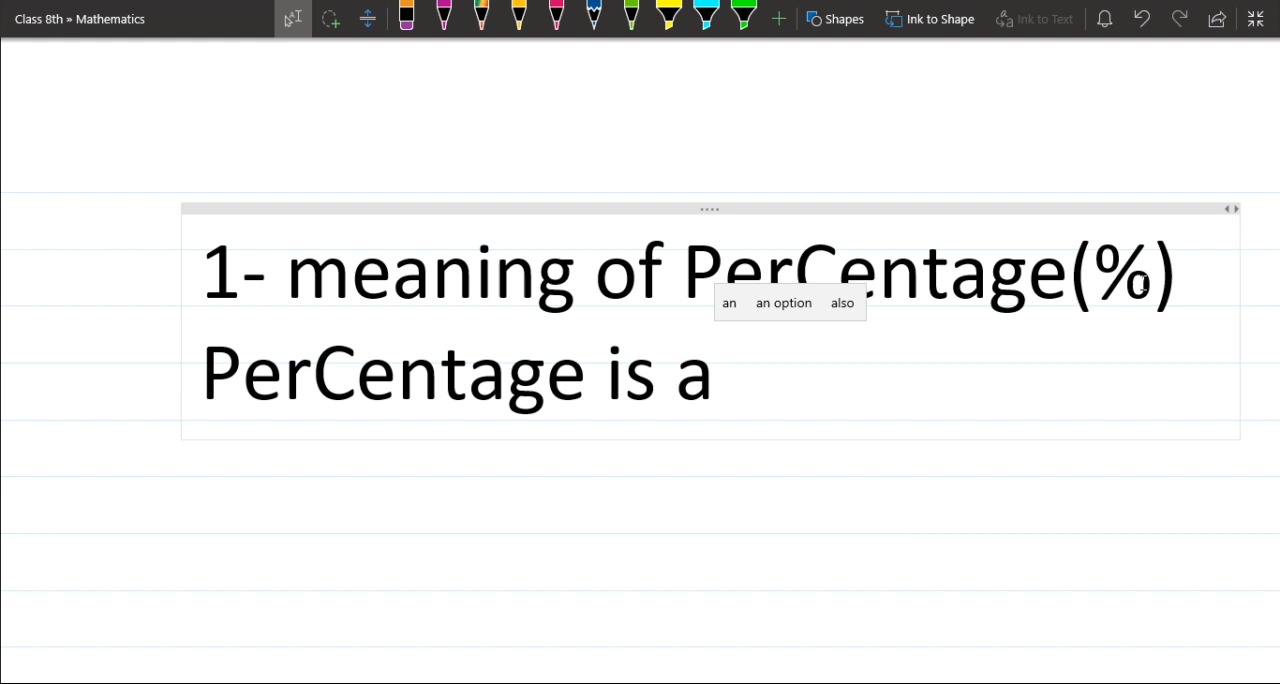 Class 8th » Mathematics
Shapes
Ink to Shape
Ink to Text
1- meaning of PerCentage(%)
an an option also
PerCentage is a